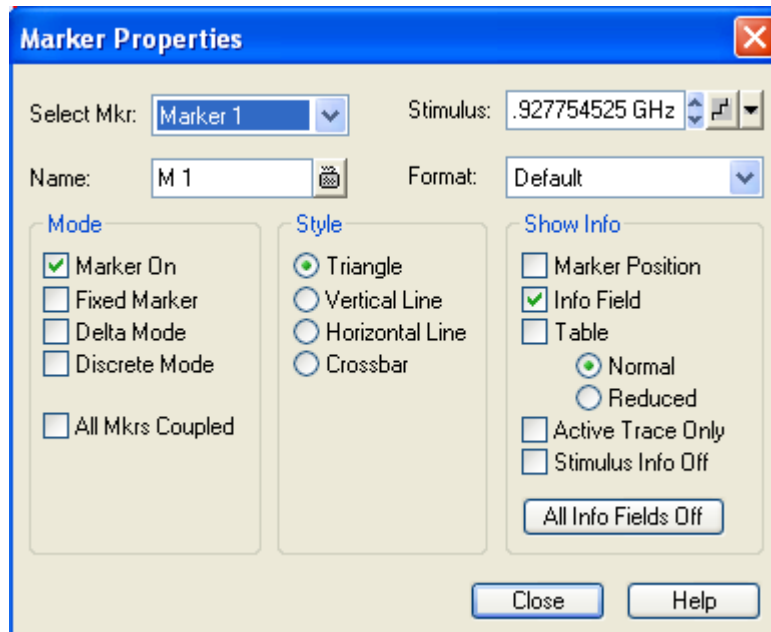 Marker Properties
Select Mkr: Marker 1 Stimulus: .927754525 GHz
Name: M 1 Format: Default
Mode Style Show Info
Marker On Triangle Marker Position
Fixed Marker Vertical Line Info Field
Delta Mode Horizontal Line Table
Discrete Mode Crossbar Normal
Reduced
All Mkrs Coupled Active Trace Only
Stimulus Info Off
All Info Fields Off
Close Help